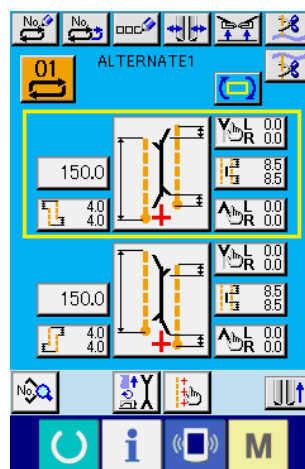 No. No.
01 ALTERNATE1
V L 0.0
R 0.0
150.0 8.5
8.5
4.0 Λ L 0.0
4.0 R 0.0
V L 0.0
R 0.0
150.0 8.5
8.5
4.0 Λ L 0.0
4.0 R 0.0
No.
i M